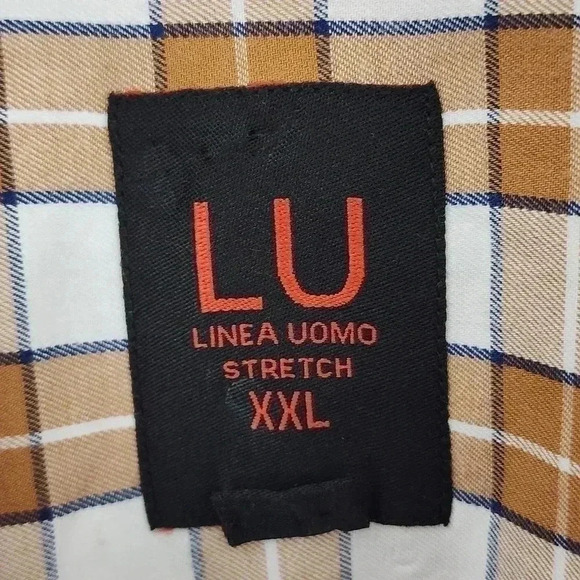 LU
LINEA UOMO
STRETCH
XXL